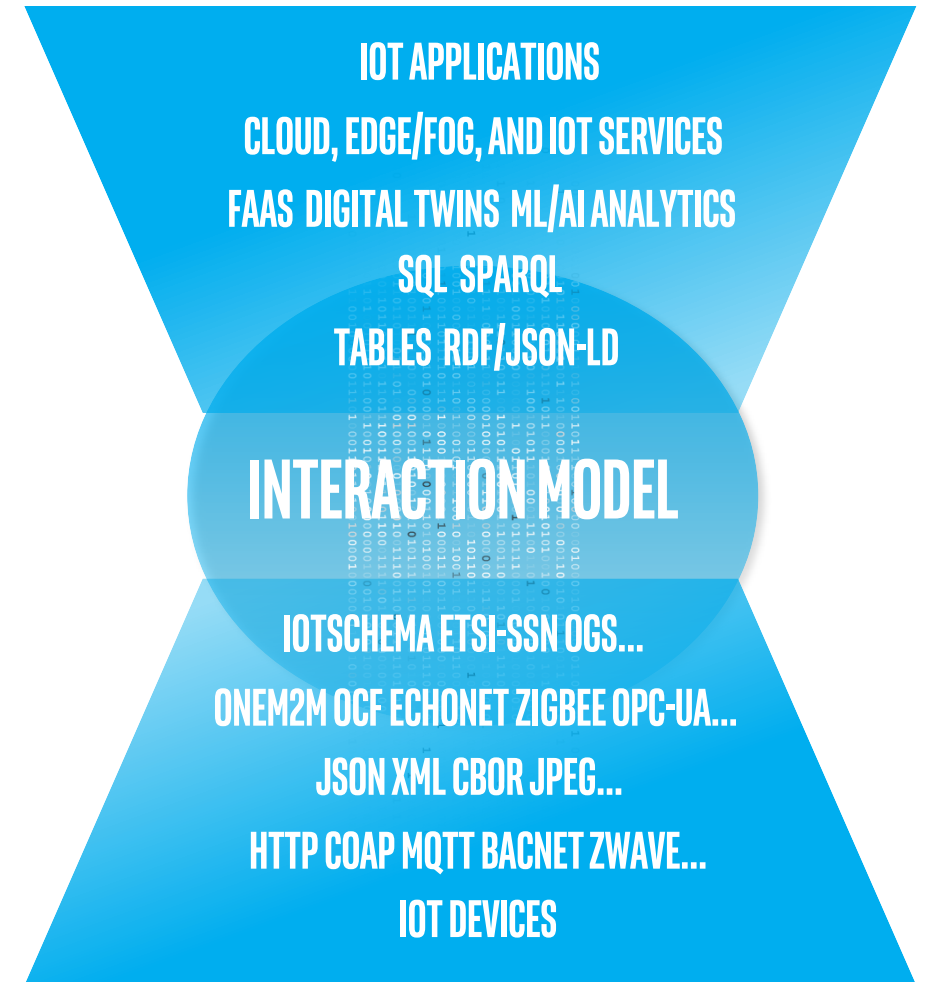 IOT APPLICATIONS
CLOUD, EDGE/FOG, AND IOT SERVICES
FAAS DIGITAL TWINS ML/AI ANALYTICS
SQL SPARQL
TABLES RDF/JSON-LD
INTERACTION MODEL
IOTSCHEMA ETSI-SSN OGS...
ONEM2M OCF ECHONET ZIGBEE OPC-UA...
JSON XML CBOR JPEG...
HTTP COAP MQTT BACNET ZWAVE...
IOT DEVICES